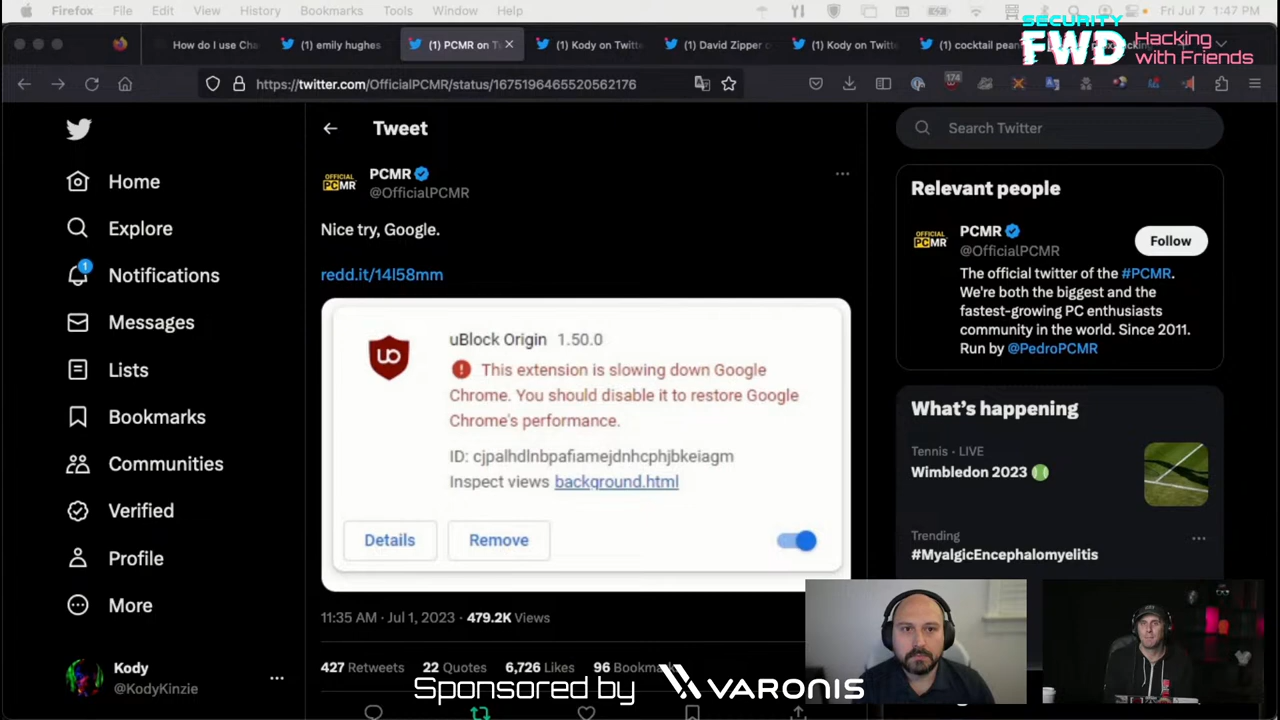 Firefox File Edit View History Bookmarks Tools Window Help
Fri Jul 7 1:47 PM
SECURITY
FWD
Hacking
with Friends
How do I use Cha
(1) emily hughes
(1) PCMR on T
(1) Kody on Twitte
(1) David Zipper
(1) Kody on Twitte
(1) cocktail pean
https://twitter.com/OfficialPCMR/status/1675196465520562176
174
Home
Explore
1
Notifications
Messages
Lists
Bookmarks
Communities
Verified
Profile
More
Kody
@KodyKinzie
Tweet
OFFICIAL
PCMR
PCMR
@OfficialPCMR
Nice try, Google.
redd.it/14l58mm
uBlock Origin 1.50.0
This extension is slowing down Google
Chrome. You should disable it to restore Google
Chrome's performance.
ID: cjpalhdlnbpafiamejdnhcphjbkeiagm
Inspect views background.html
Details
Remove
11:35 AM · Jul 1, 2023 · 479.2K Views
427 Retweets 22 Quotes 6,726 Likes 96
Search Twitter
Relevant people
OFFICIAL
PCMR
PCMR
@OfficialPCMR
Follow
The official twitter of the #PCMR.
We're both the biggest and the
fastest-growing PC enthusiasts
community in the world. Since 2011.
Run by @PedroPCMR
What's happening
Tennis · LIVE
Wimbledon 2023
Trending
#MyalgicEncephalomyelitis
Sponsored by VARONIS